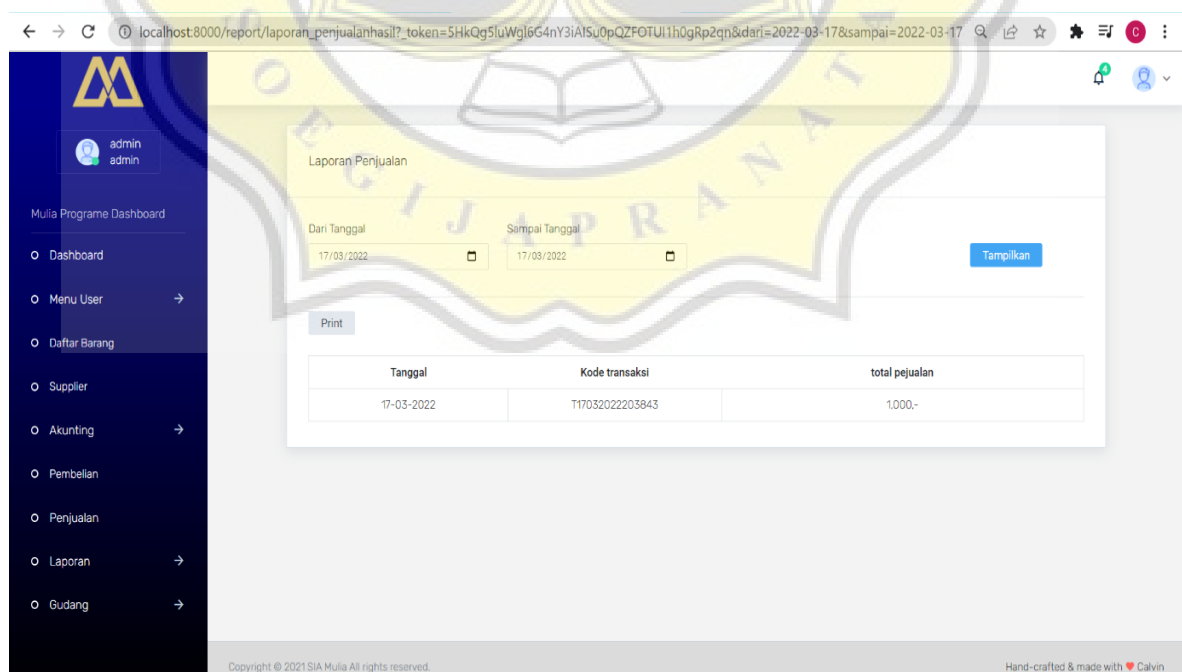 localhost:8000/report/laporan_penjualanhasil?_token=5HkQg5luWgl6G4nY3iAISu0pQZFOTUI1h0gRp2qn&dari=2022-03-17&sampai=2022-03-17
C
SOEGIJAPRANATA
4
admin
admin
Mulia Programe Dashboard
Dashboard
Menu User
Daftar Barang
Supplier
Akunting
Pembelian
Penjualan
Laporan
Gudang
Laporan Penjualan
Dari Tanggal
Sampai Tanggal
17/03/2022
17/03/2022
Tampilkan
Print
Tanggal
Kode transaksi
total pejualan
17-03-2022
T17032022203843
1.000,-
Copyright © 2021 SIA Mulia All rights reserved.
Hand-crafted & made with ♥ Calvin